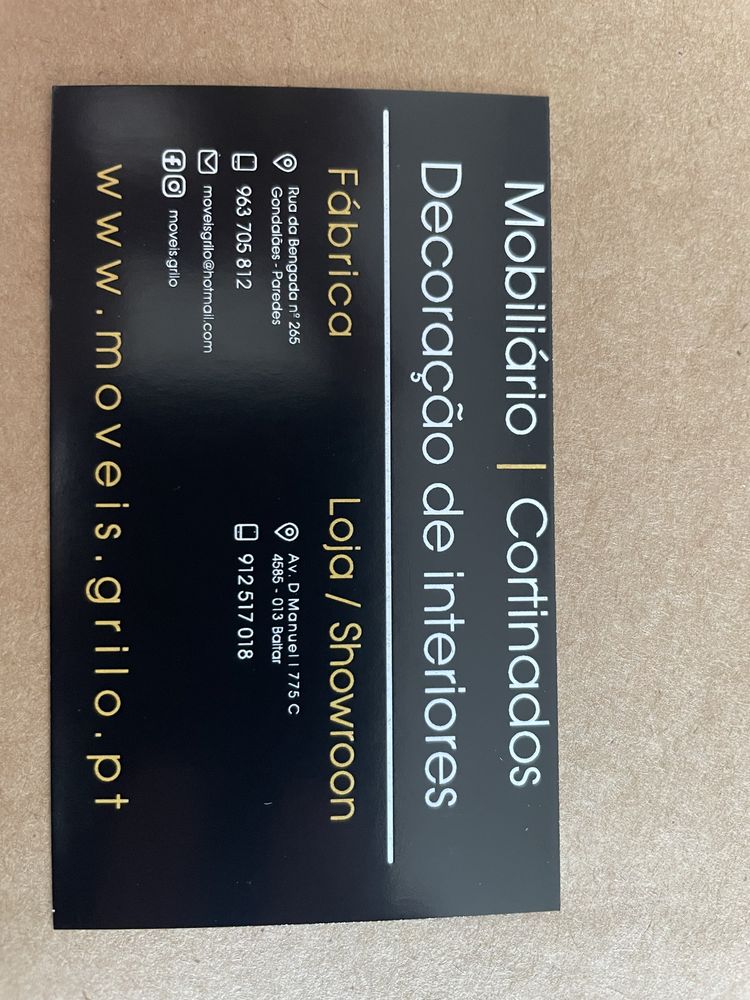 Mobiliário | Cortinados
Decoração de interiores
Fábrica
Rua da Bengada nº 265
Gondalães - Paredes
963 705 812
moveisgrilo@hotmail.com
moveis.grilo
Loja / Showroon
Av. D Manuel I 775 C
4585 - 013 Baltar
912 517 018
www.moveis.grilo.pt